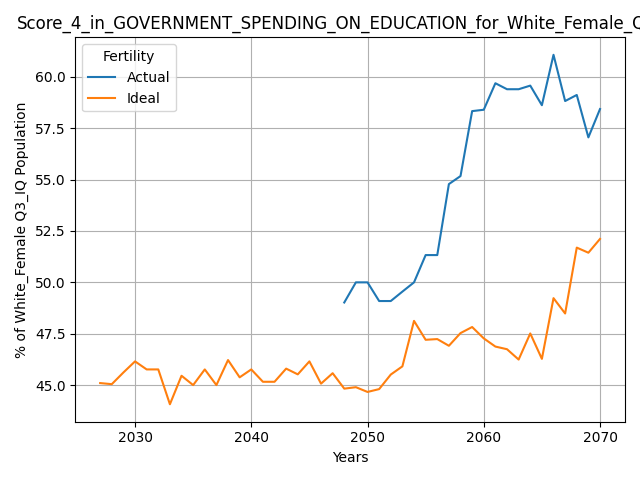 Score_4_in_GOVERNMENT_SPENDING_ON_EDUCATION_for_White_Female_Q
Fertility
Actual
Ideal
% of White_Female Q3_IQ Population
60.0
57.5
55.0
52.5
50.0
47.5
45.0
2030 2040 2050 2060 2070
Years